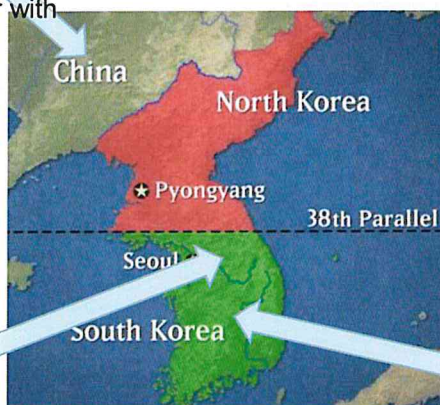 r with
China
North Korea
Pyongyang
38th Parallel
Seoul
South Korea